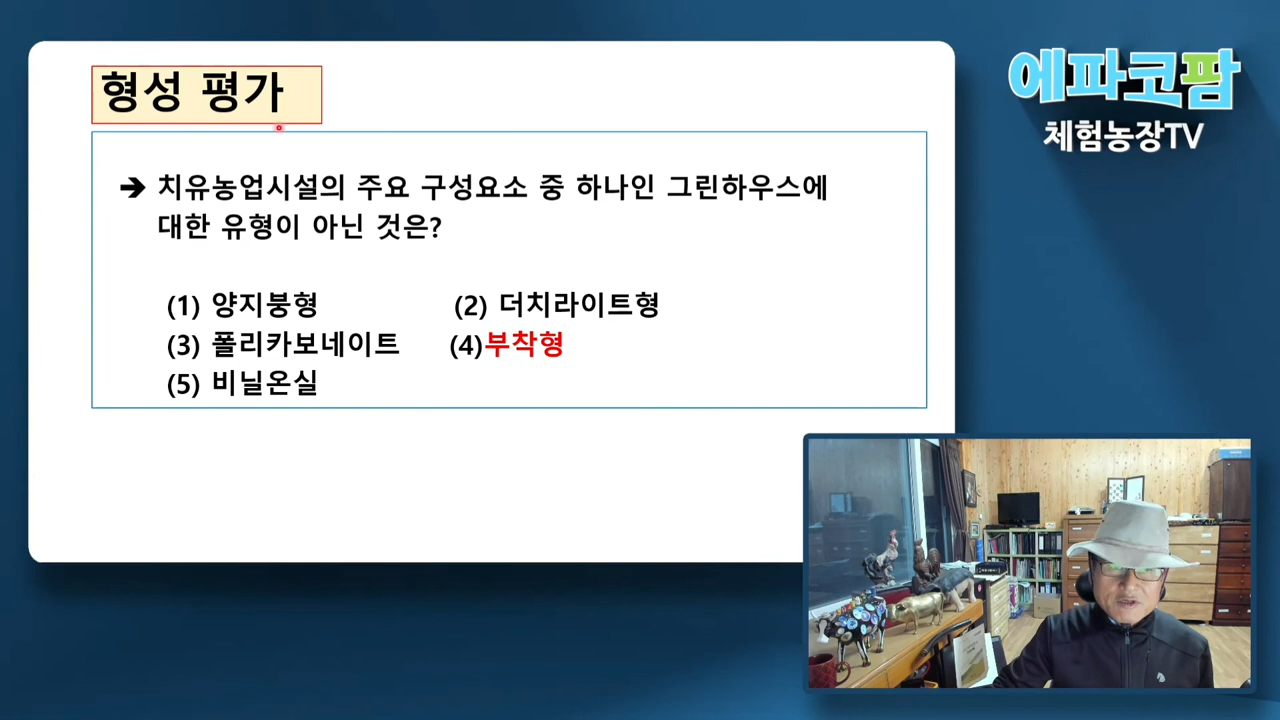 형성 평가
에파코팜
체험농장TV
➔ 치유농업시설의 주요 구성요소 중 하나인 그린하우스에
대한 유형이 아닌 것은?
(1) 양지붕형 (2) 더치라이트형
(3) 폴리카보네이트 (4)부착형
(5) 비닐온실